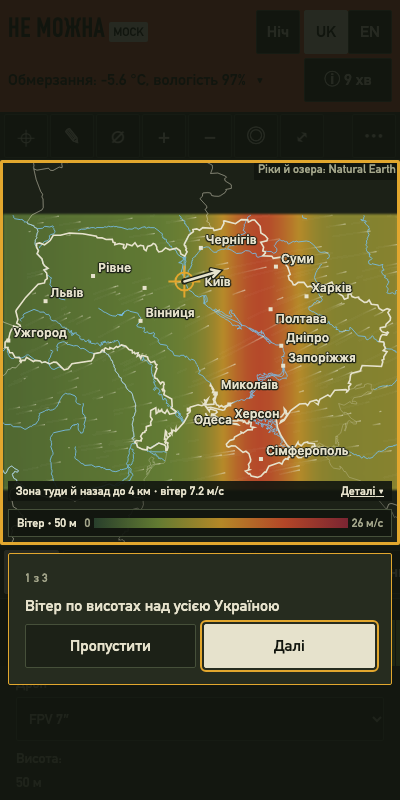 НЕ МОЖНА МОСК
Ніч UK EN
Обмерзання: -5.6 °C, вологість 97% •
ⓘ 9 хв
Ріки й озера: Natural Earth
Чернігів
Суми
Рівне
Київ
Харків
Львів
Вінниця
Полтава
Ужгород
Дніпро
Запоріжжя
Миколаїв
Одеса
Херсон
Сімферополь
Зона туди й назад до 4 км · вітер 7.2 м/с Деталі ▾
Вітер · 50 м 0 26 м/с
1 з 3
Вітер по висотах над усією Україною
Пропустити Далі
Дрон:
FPV 7"
Висота:
50 м